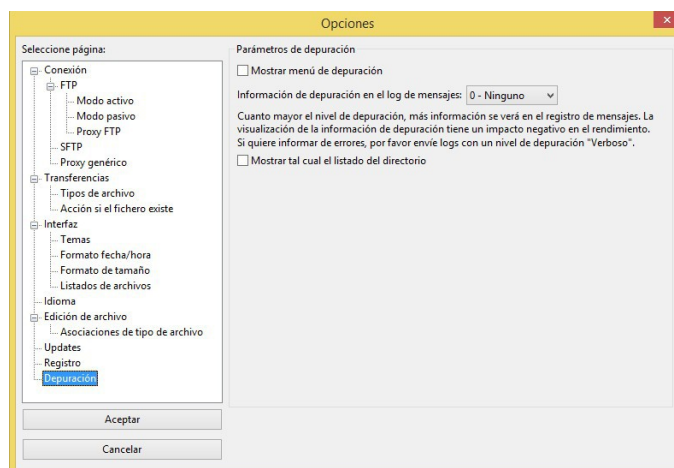 Opciones
Seleccione página:
Conexión
FTP
Modo activo
Modo pasivo
Proxy FTP
SFTP
Proxy genérico
Transferencias
Tipos de archivo
Acción si el fichero existe
Interfaz
Temas
Formato fecha/hora
Formato de tamaño
Listados de archivos
Idioma
Edición de archivo
Asociaciones de tipo de archivo
Updates
Registro
Depuración
Aceptar
Cancelar
Parámetros de depuración
Mostrar menú de depuración
Información de depuración en el log de mensajes: 0 - Ninguno
Cuanto mayor el nivel de depuración, más información se verá en el registro de mensajes. La
visualización de la información de depuración tiene un impacto negativo en el rendimiento.
Si quiere informar de errores, por favor envíe logs con un nivel de depuración "Verboso".
Mostrar tal cual el listado del directorio